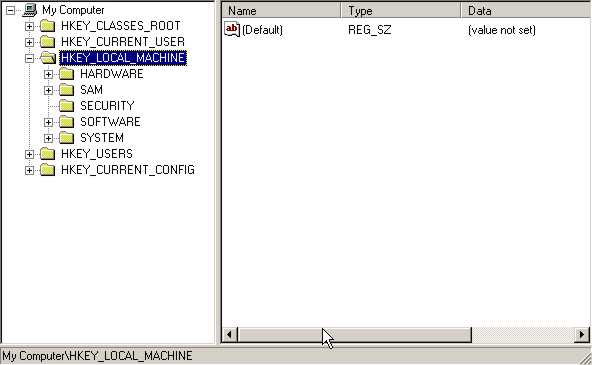 My Computer
HKEY_CLASSES_ROOT
HKEY_CURRENT_USER
HKEY_LOCAL_MACHINE
HARDWARE
SAM
SECURITY
SOFTWARE
SYSTEM
HKEY_USERS
HKEY_CURRENT_CONFIG
Name Type Data
ab (Default) REG_SZ (value not set)
My Computer\HKEY_LOCAL_MACHINE